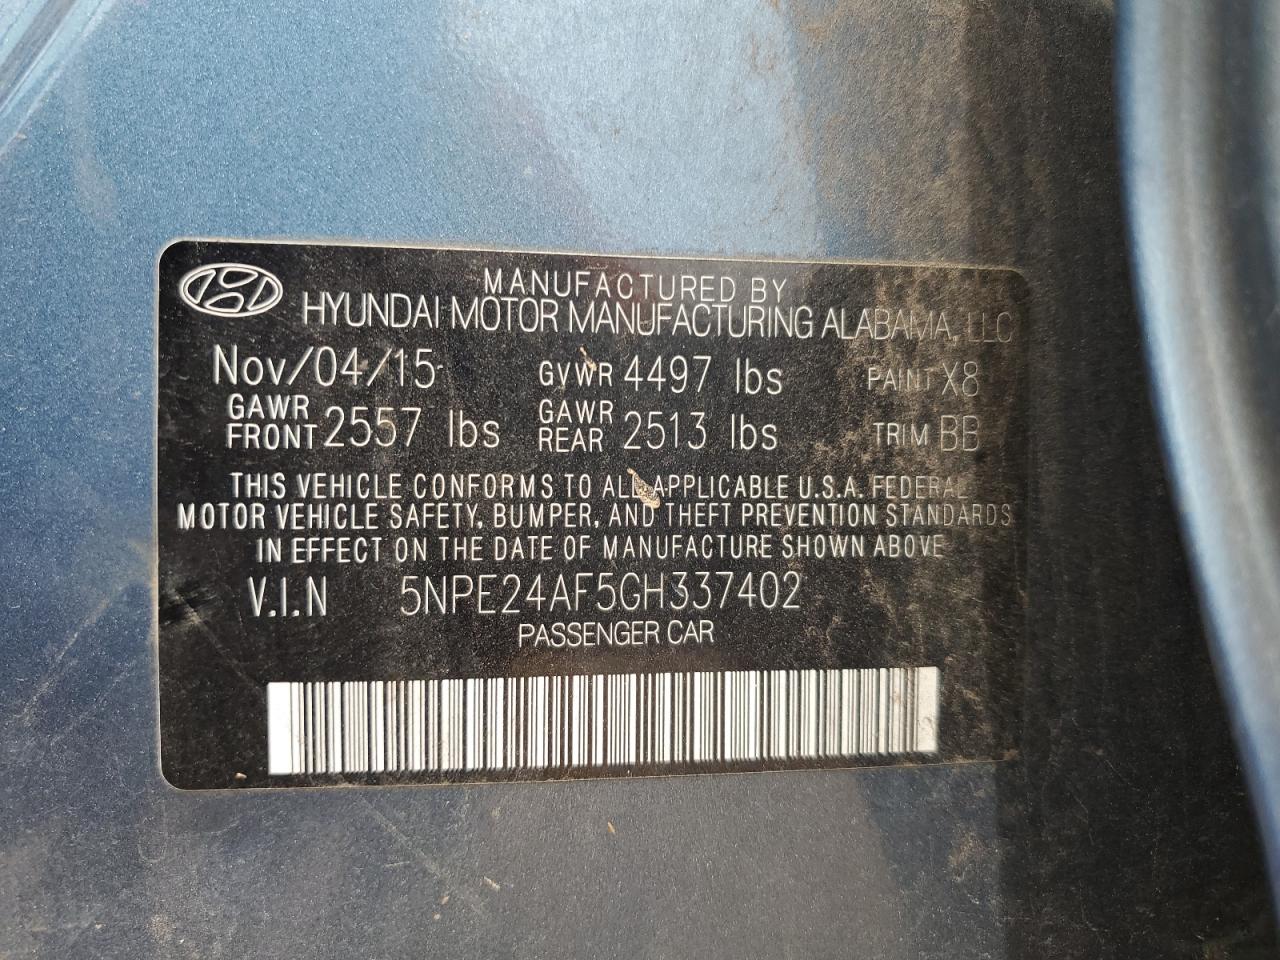 MANUFACTURED BY
HYUNDAI MOTOR MANUFACTURING ALABAMA, LLC
Nov/04/15 GVWR 4497 lbs PAINT X8
GAWR FRONT 2557 lbs GAWR REAR 2513 lbs TRIM BB
THIS VEHICLE CONFORMS TO ALL APPLICABLE U.S.A. FEDERAL
MOTOR VEHICLE SAFETY, BUMPER, AND THEFT PREVENTION STANDARDS
IN EFFECT ON THE DATE OF MANUFACTURE SHOWN ABOVE
V.I.N 5NPE24AF5GH337402
PASSENGER CAR